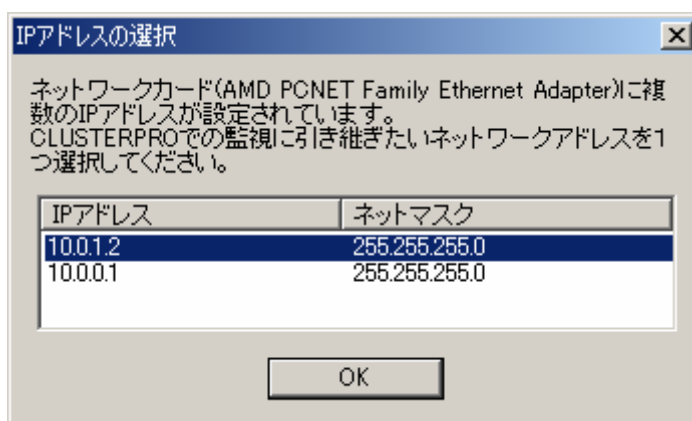 IPアドレスの選択
ネットワークカード(AMD PCNET Family Ethernet Adapter)に複
数のIPアドレスが設定されています。
CLUSTERPROでの監視に引き継ぎたいネットワークアドレスを1
つ選択してください。
IPアドレス ネットマスク
10.0.1.2 255.255.255.0
10.0.0.1 255.255.255.0
OK